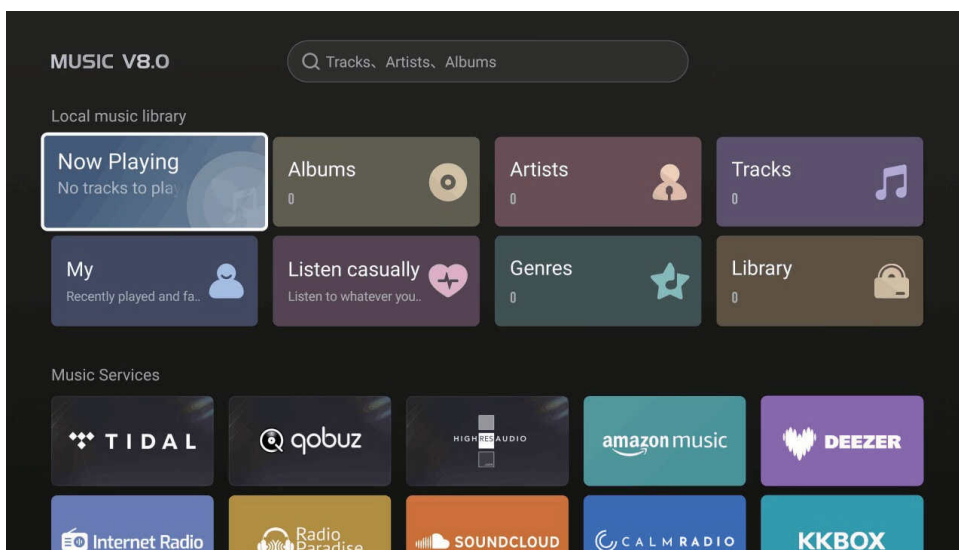 MUSIC V8.0
Tracks、Artists、Albums
Local music library
Now Playing
No tracks to play
Albums
0
Artists
0
Tracks
0
My
Recently played and fa..
Listen casually
Listen to whatever you..
Genres
0
Library
0
Music Services
TIDAL
qobuz
HIGHRESAUDIO
amazon music
DEEZER
Internet Radio
Radio
Paradise
SOUNDCLOUD
CALMRADIO
KKBOX